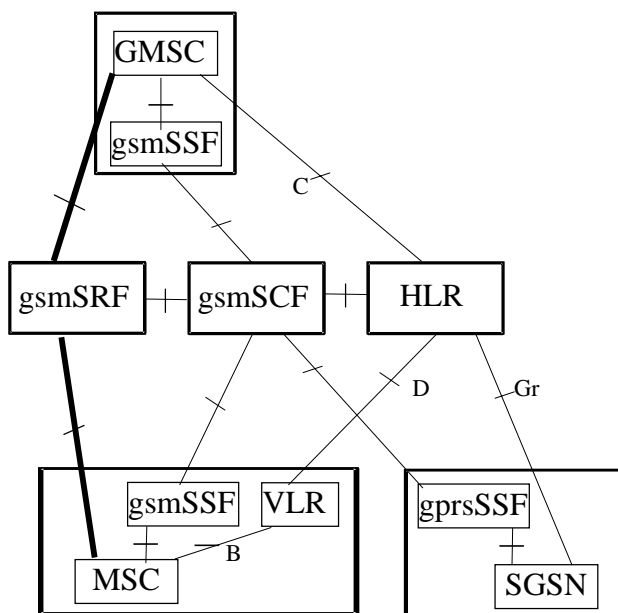 GMSC
gsmSSF
C
gsmSRF
gsmSCF
HLR
D
Gr
gsmSSF
VLR
gprsSSF
B
MSC
SGSN